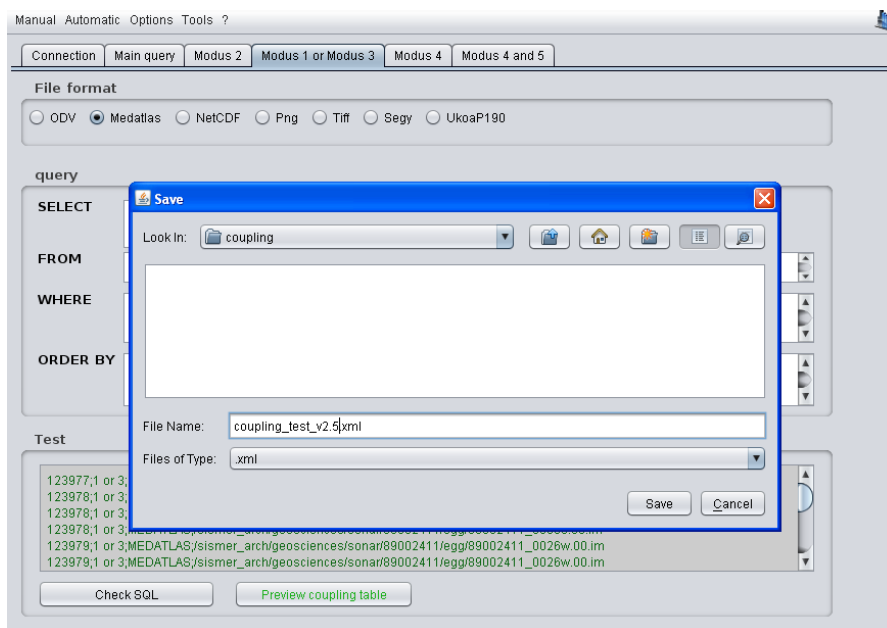 Manual Automatic Options Tools ?
Connection Main query Modus 2 Modus 1 or Modus 3 Modus 4 Modus 4 and 5
File format
ODV Medatlas NetCDF Png Tiff Segy UkoaP190
query
SELECT
Save
Look In: coupling
FROM
WHERE
ORDER BY
File Name: coupling_test_v2.5xml
Test
Files of Type: .xml
123977;1 or 3;
123978;1 or 3;
Save Cancel
123978;1 or 3;
123978;1 or 3;
123979;1 or 3;MEDATLAS;/sismer_arch/geosciences/sonar/89002411/egg/89002411_0026w.00.im
123979;1 or 3;MEDATLAS;/sismer_arch/geosciences/sonar/89002411/egg/89002411_0026w.00.im
Check SQL Preview coupling table